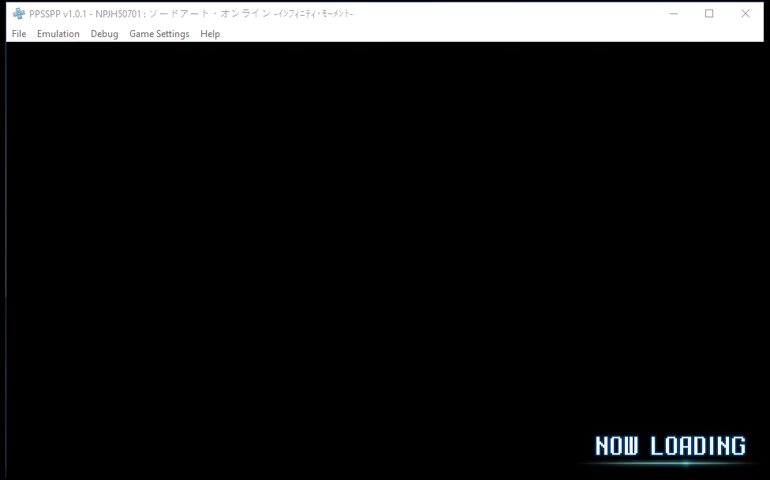 PPSSPP v1.0.1 - NPJH50701 : ソードアート・オンライン -ｲﾝﾌｨﾆﾃｨ･ﾓｰﾒﾝﾄ-
File Emulation Debug Game Settings Help
NOW LOADING